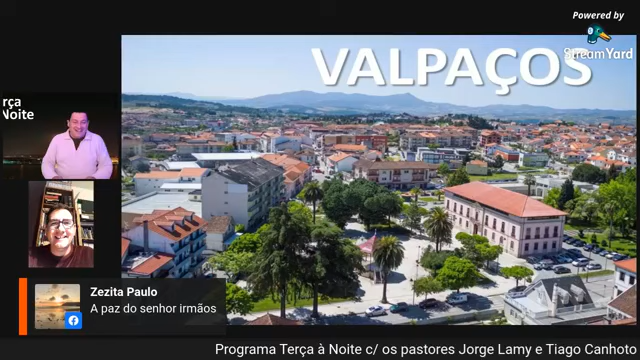 Powered by
StreamYard
VALPAÇOS
rça
Noite
Zezita Paulo
A paz do senhor irmãos
Programa Terça à Noite c/ os pastores Jorge Lamy e Tiago Canhoto